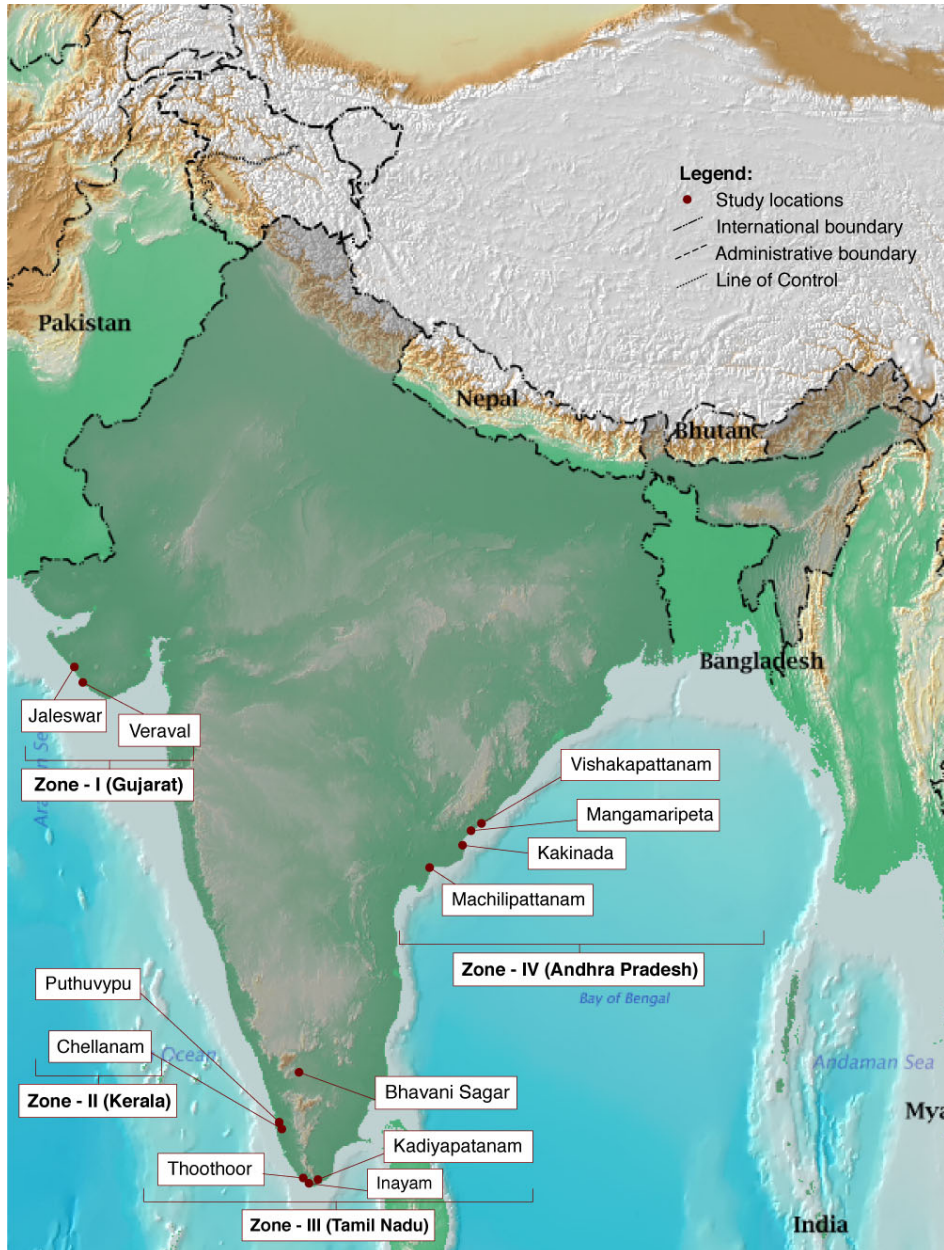 Legend:
Study locations
International boundary
Administrative boundary
Line of Control
Pakistan
Nepal
Bhutan
Bangladesh
Jaleswar
Veraval
Zone - I (Gujarat)
Vishakapattanam
Mangamaripeta
Kakinada
Machilipattanam
Zone - IV (Andhra Pradesh)
Bay of Bengal
Puthuvypu
Chellanam
Ocean
Zone - II (Kerala)
Bhavani Sagar
Andaman Sea
Mya
Kadiyapatanam
Thoothoor
Inayam
Zone - III (Tamil Nadu)
India